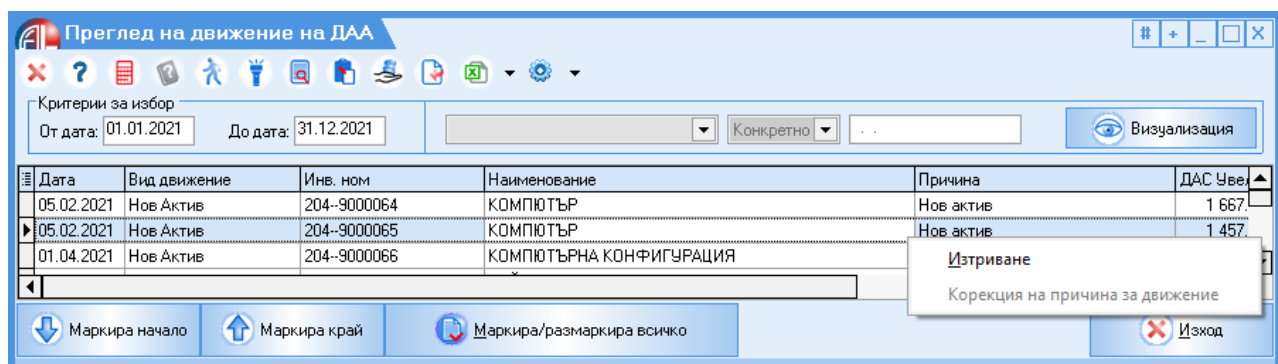 Преглед на движение на ДАА
Критерии за избор
От дата: 01.01.2021 До дата: 31.12.2021 Конкретно . . Визуализация
Дата Вид движение Инв. ном Наименование Причина ДАС Увел
05.02.2021 Нов Актив 204--9000064 КОМПЮТЪР Нов актив 1 667.
05.02.2021 Нов Актив 204--9000065 КОМПЮТЪР Нов актив 1 457.
01.04.2021 Нов Актив 204--9000066 КОМПЮТЪРНА КОНФИГУРАЦИЯ
Изтриване
Корекция на причина за движение
Маркира начало Маркира край Маркира/размаркира всичко Изход